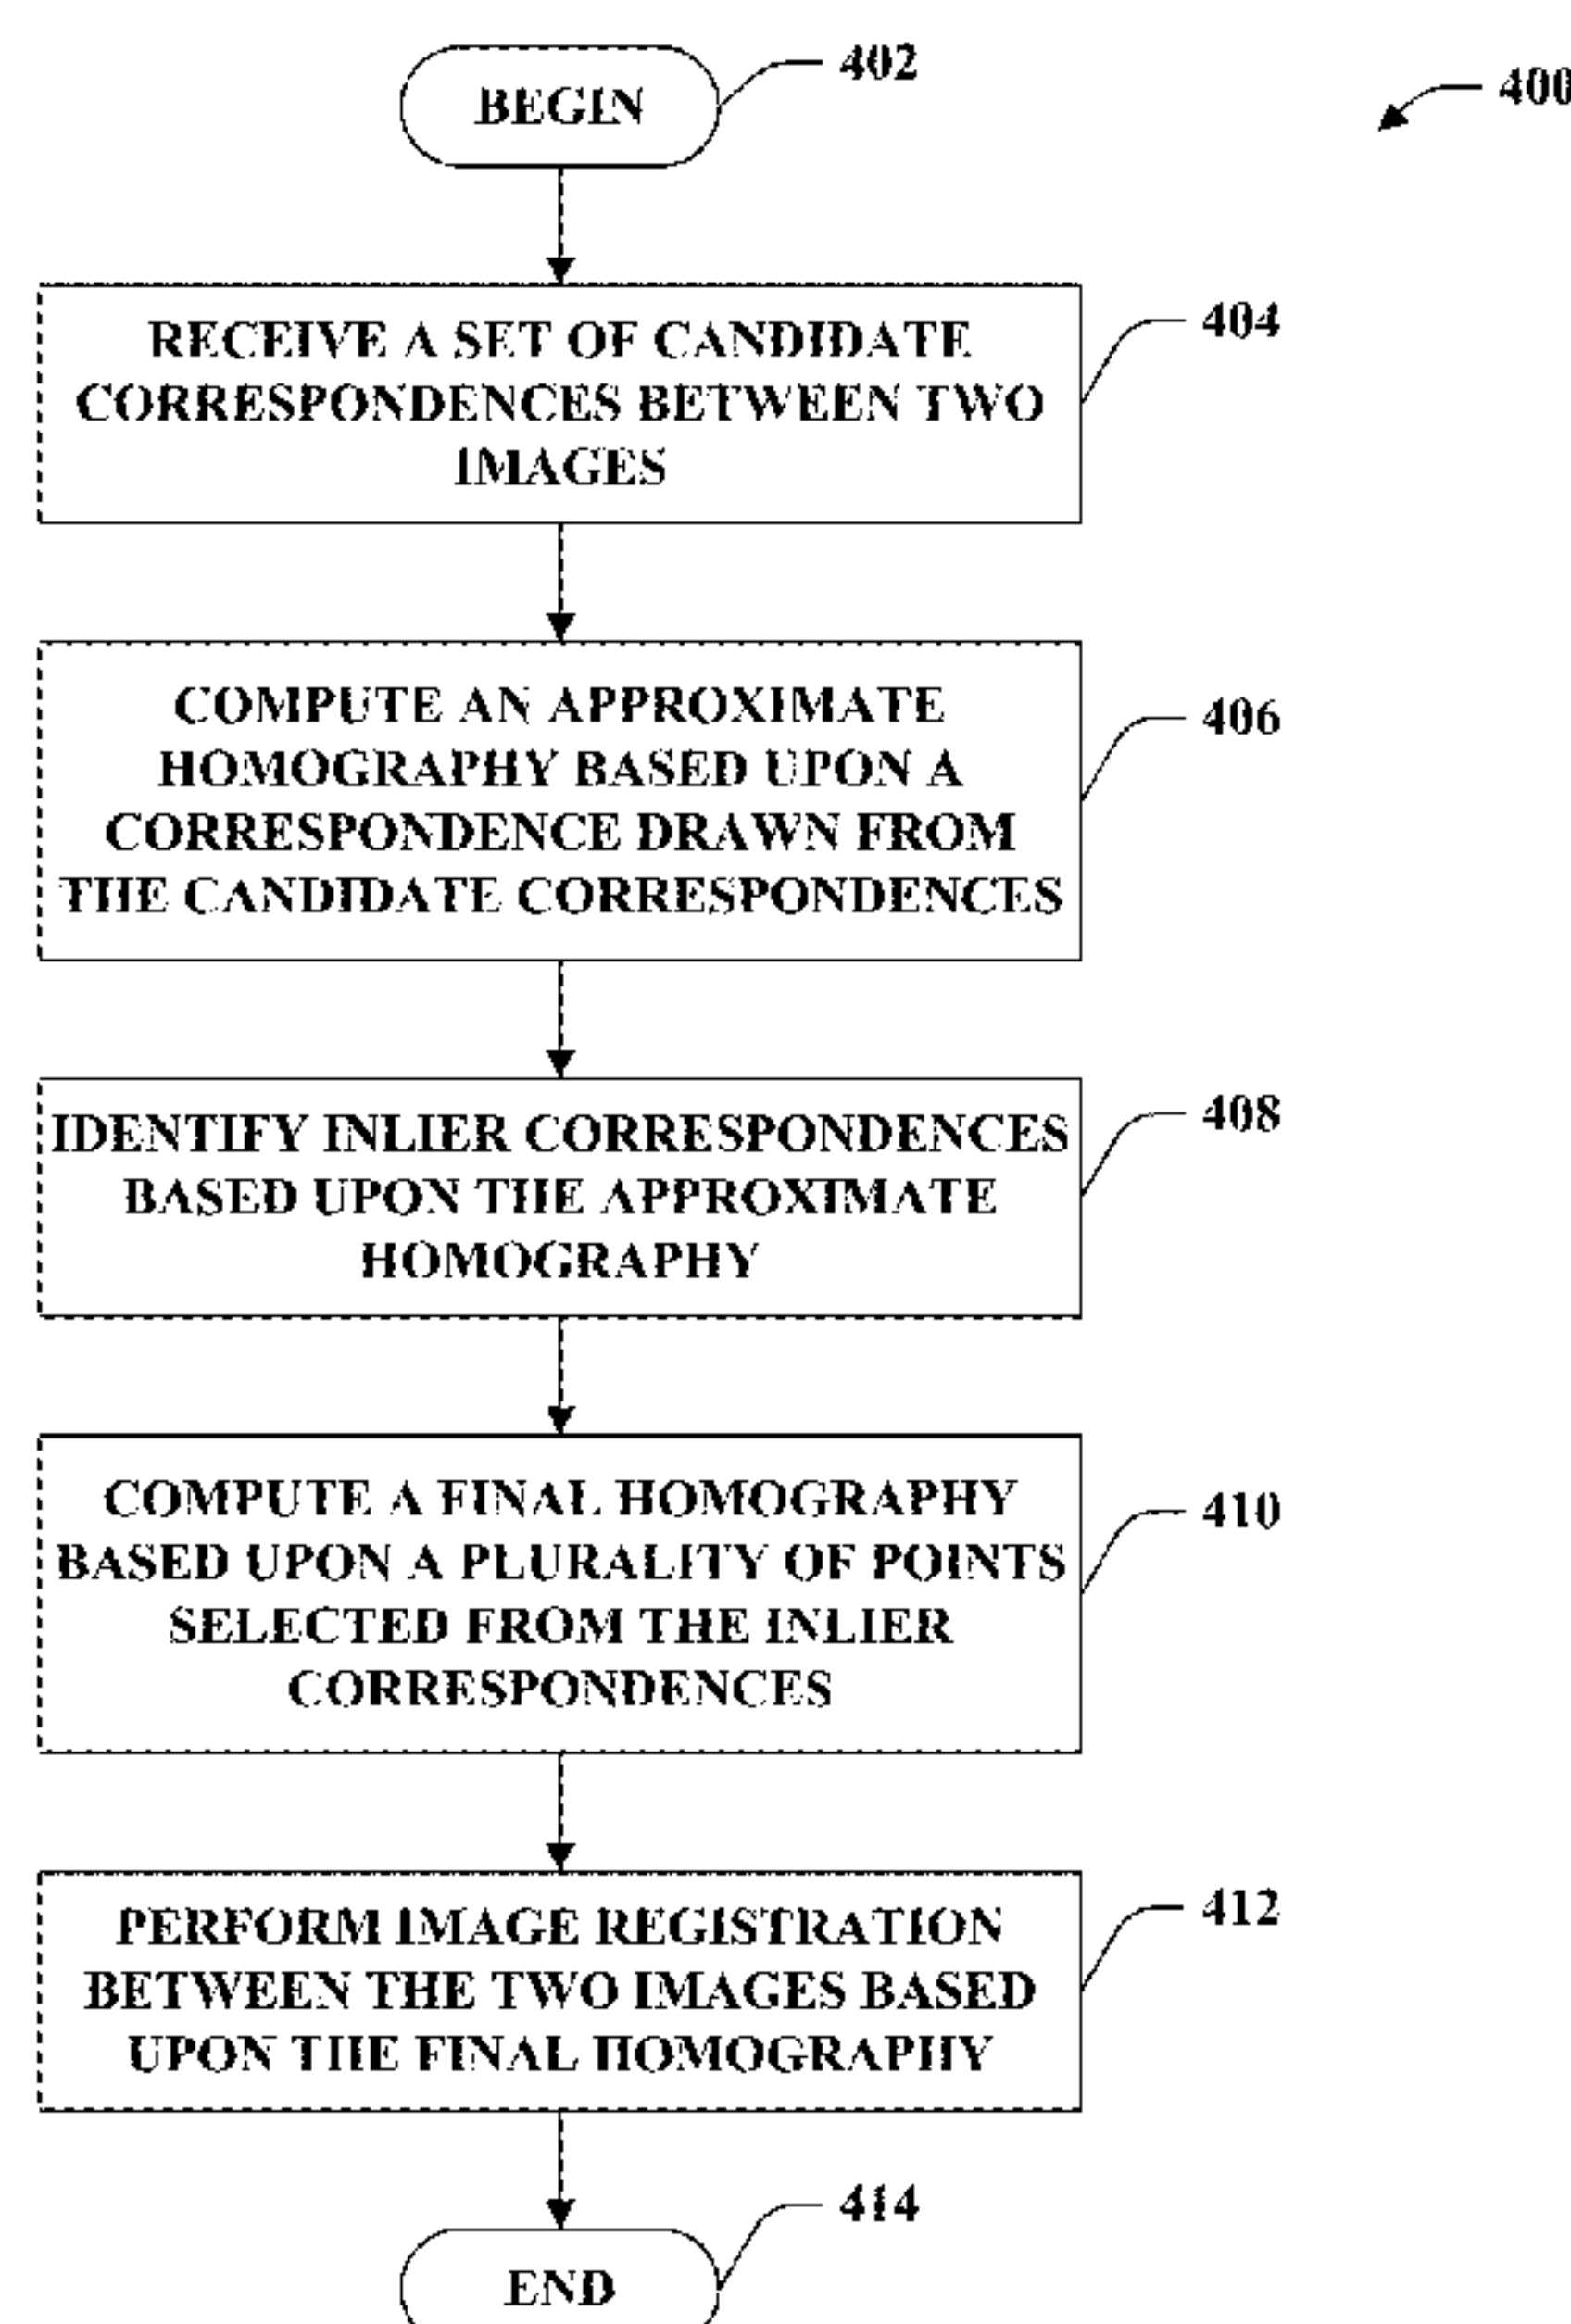 BEGIN
402
400
RECEIVE A SET OF CANDIDATE
CORRESPONDENCES BETWEEN TWO
IMAGES
404
COMPUTE AN APPROXIMATE
HOMOGRAPHY BASED UPON A
CORRESPONDENCE DRAWN FROM
THE CANDIDATE CORRESPONDENCES
406
IDENTIFY INLIER CORRESPONDENCES
BASED UPON THE APPROXIMATE
HOMOGRAPHY
408
COMPUTE A FINAL HOMOGRAPHY
BASED UPON A PLURALITY OF POINTS
SELECTED FROM THE INLIER
CORRESPONDENCES
410
PERFORM IMAGE REGISTRATION
BETWEEN THE TWO IMAGES BASED
UPON THE FINAL HOMOGRAPHY
412
END
414